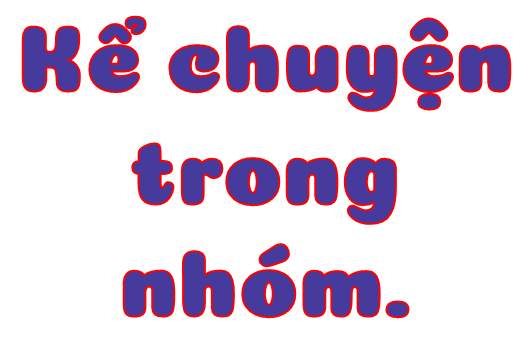 Kể chuyện
trong
nhóm.